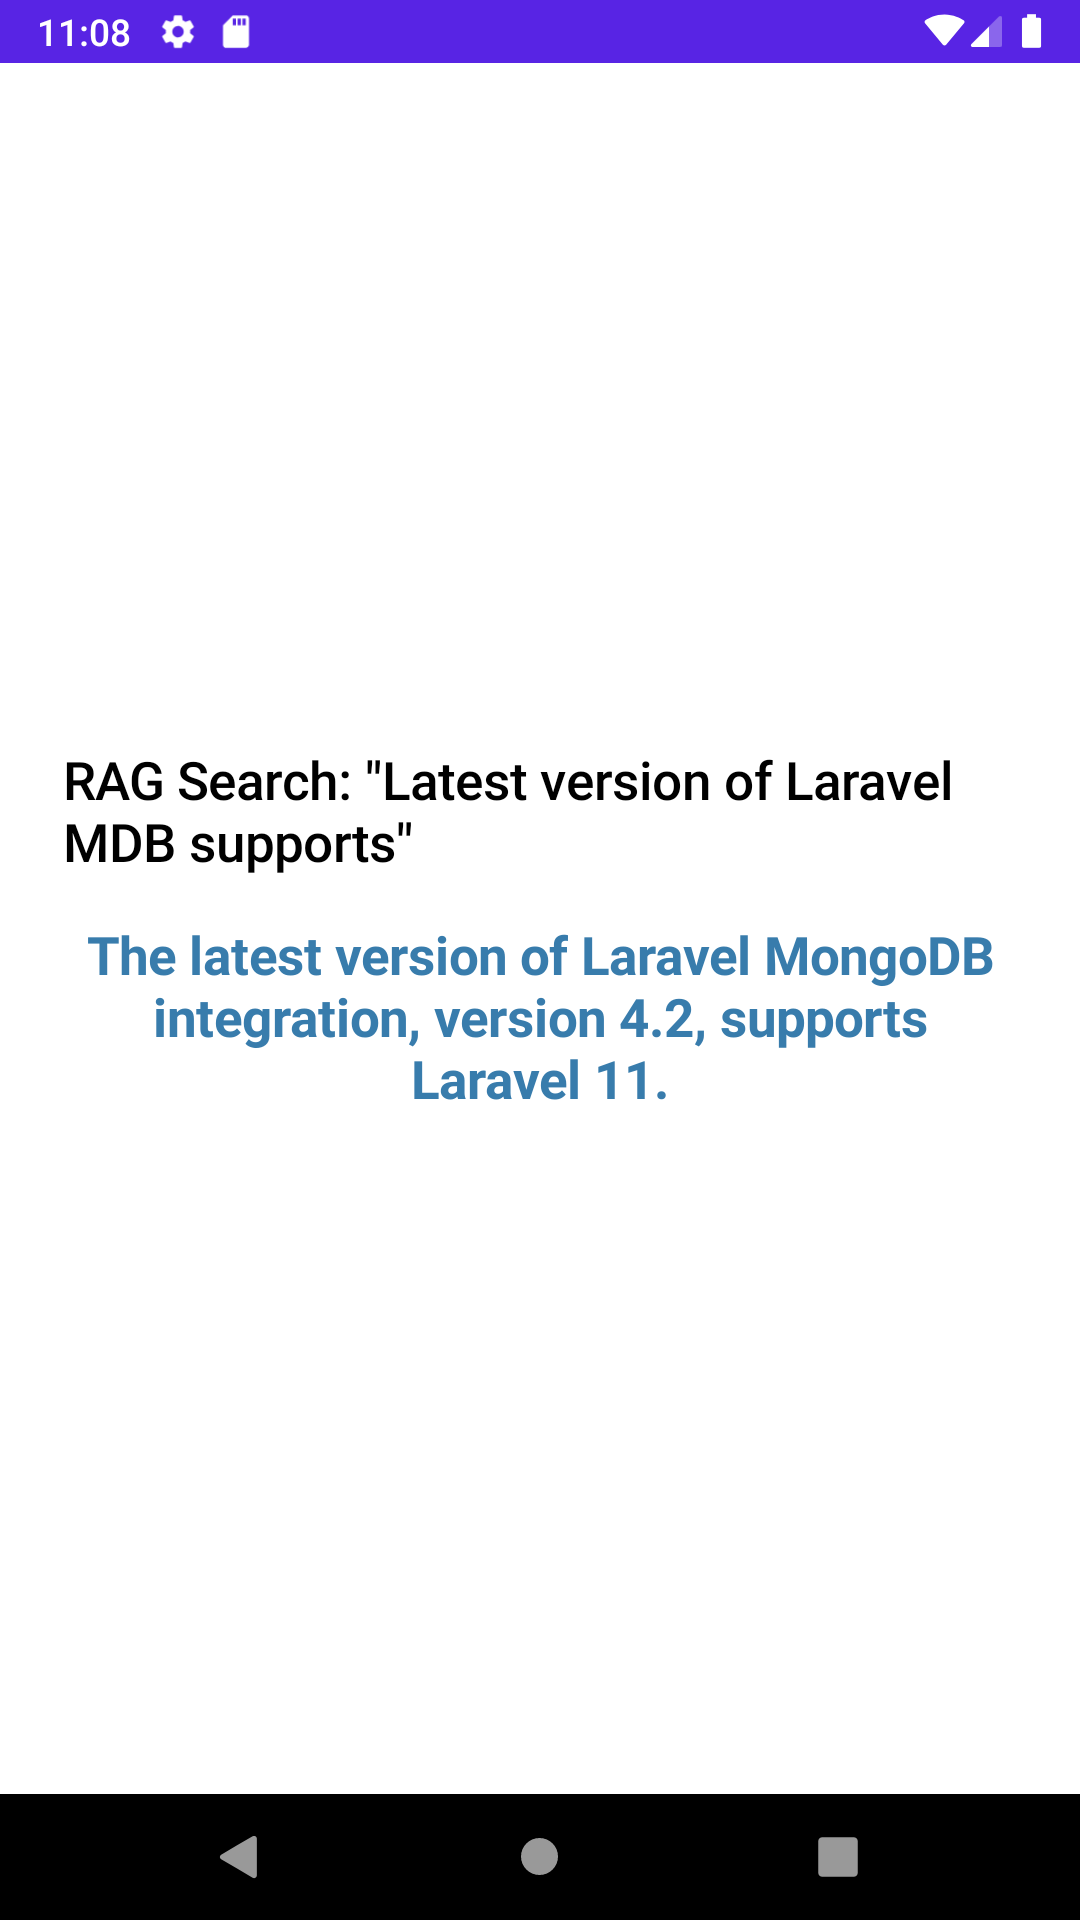 11:08
RAG Search: "Latest version of Laravel
MDB supports"
The latest version of Laravel MongoDB
integration, version 4.2, supports
Laravel 11.